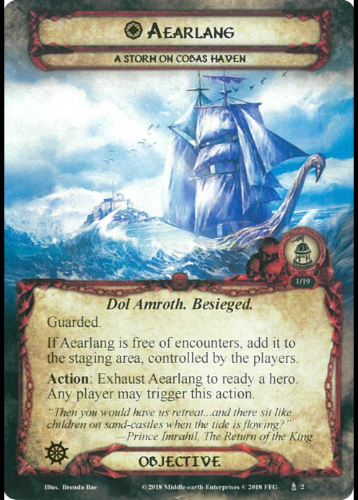 AEARLANG
A STORM ON COBAS HAVEN
1/19
Dol Amroth. Besieged.
Guarded.
If Aearlang is free of encounters, add it to
the staging area, controlled by the players.
Action: Exhaust Aearlang to ready a hero.
Any player may trigger this action.
"Then you would have us retreat...and there sit like
children on sand-castles when the tide is flowing?"
—Prince Imrahil, The Return of the King
OBJECTIVE
Illus. Brenda Bae ©2018 Middle-earth Enterprises ©2018 FFG 2